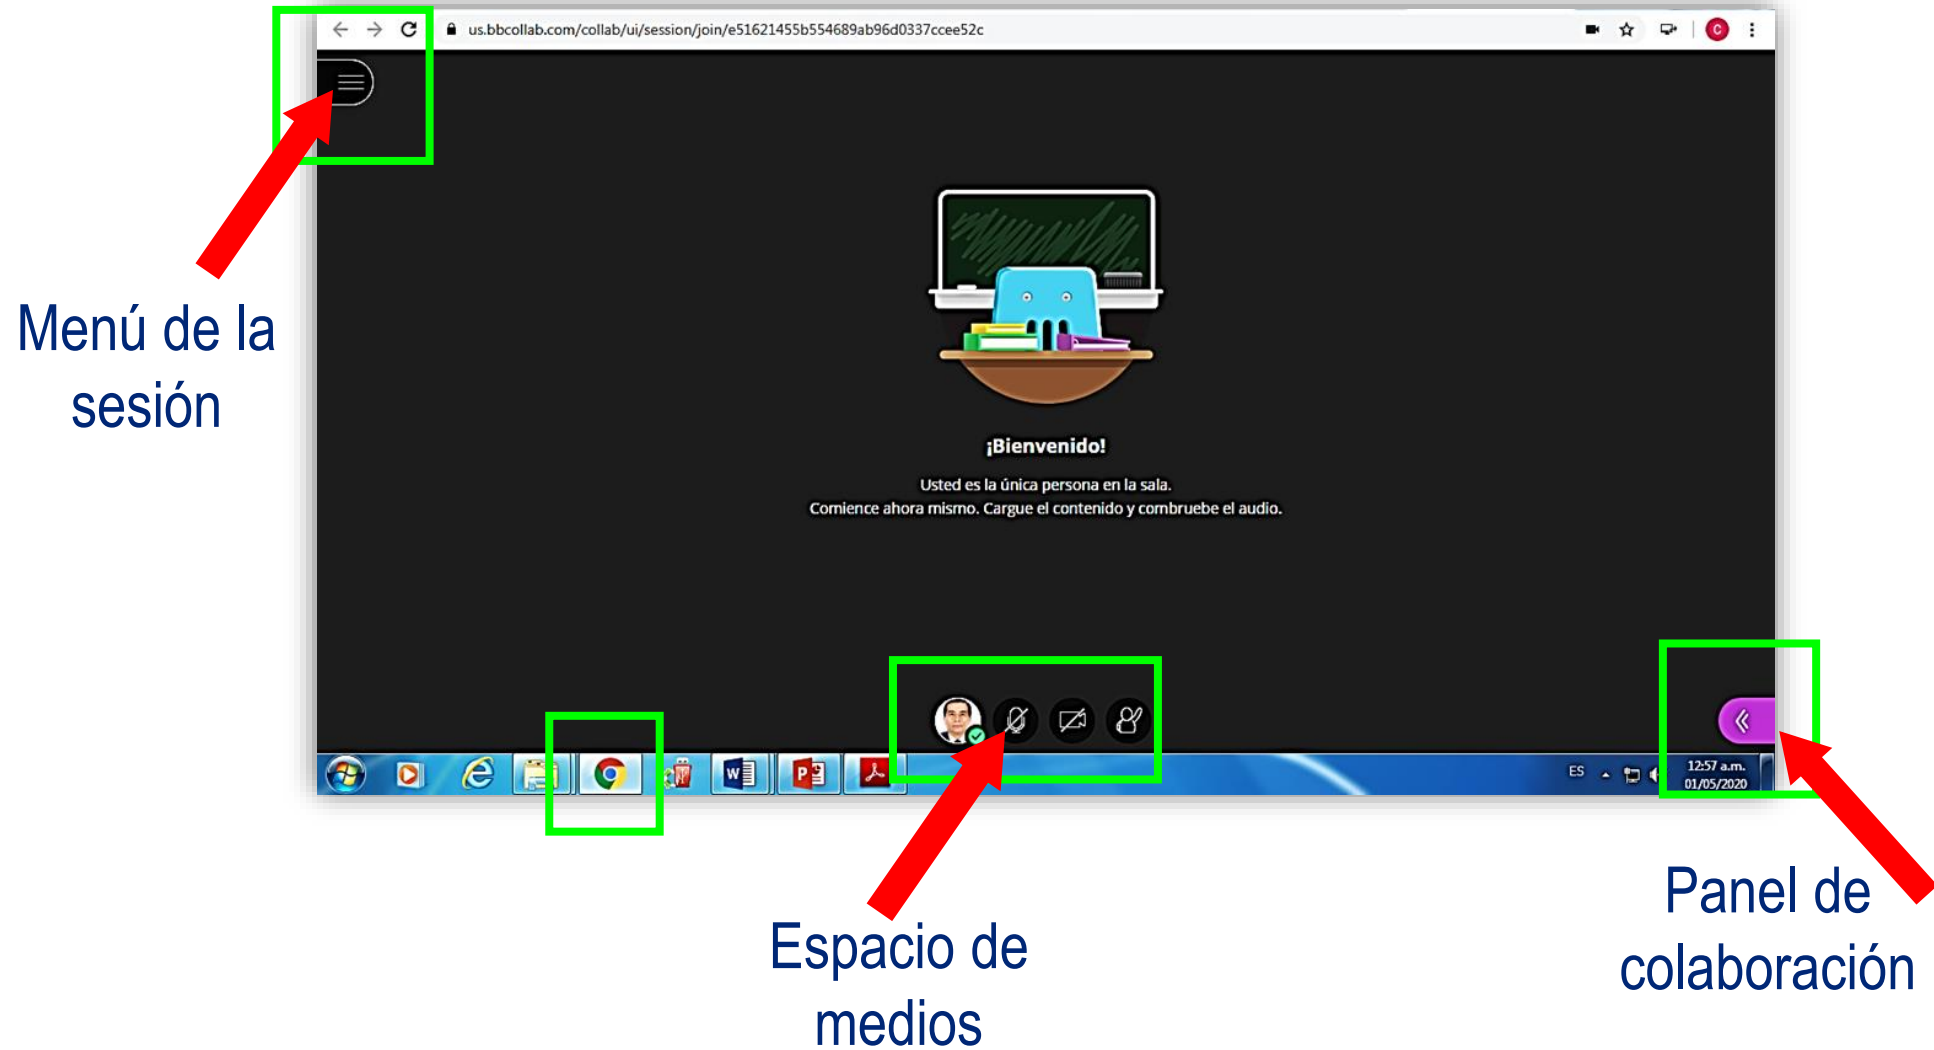 us.bbcollab.com/collab/ui/session/join/e51621455b554689ab96d0337ccee52c
C
Menú de la
sesión
¡Bienvenido!
Usted es la única persona en la sala.
Comience ahora mismo. Cargue el contenido y combruebe el audio.
W
P
ES
12:57 a.m.
01/05/2020
Espacio de
medios
Panel de
colaboración